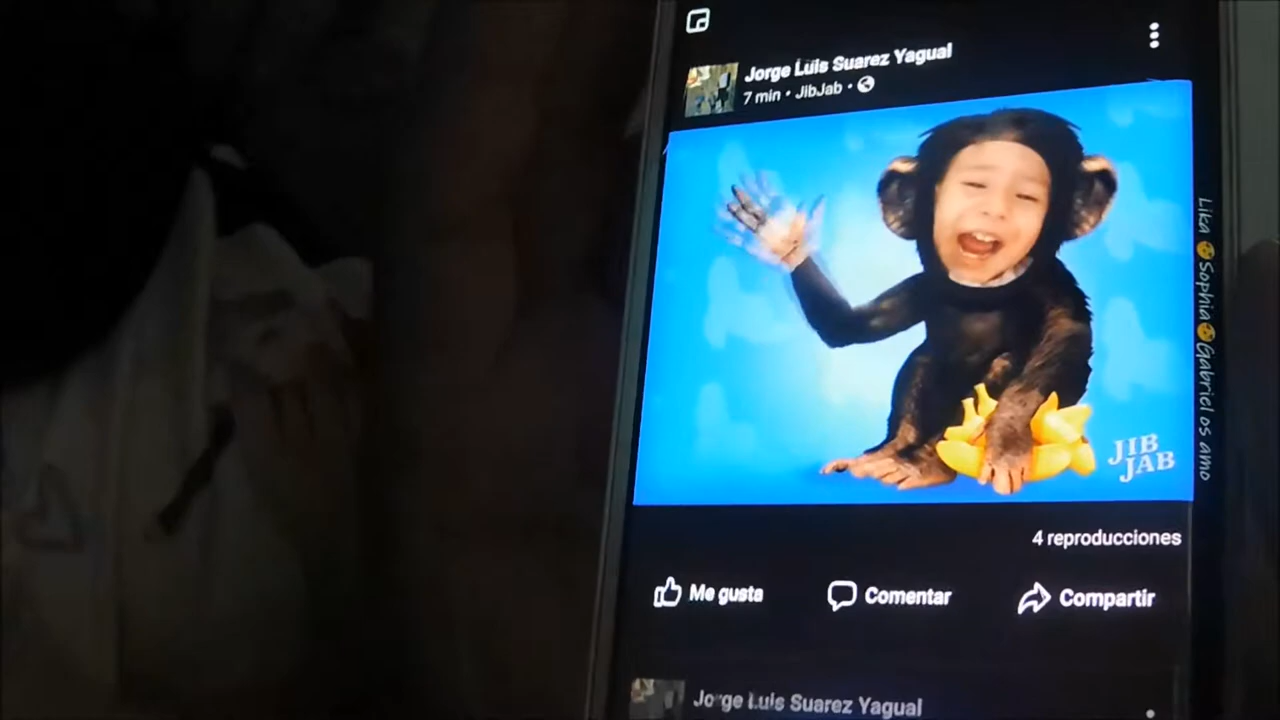 Jorge Luis Suarez Yagual
7 min • JibJab •
JIB
JAB
Lika 😘Sophia😘Gabriel os amo
4 reproducciones
Me gusta
Comentar
Compartir
Jorge Luis Suarez Yagual